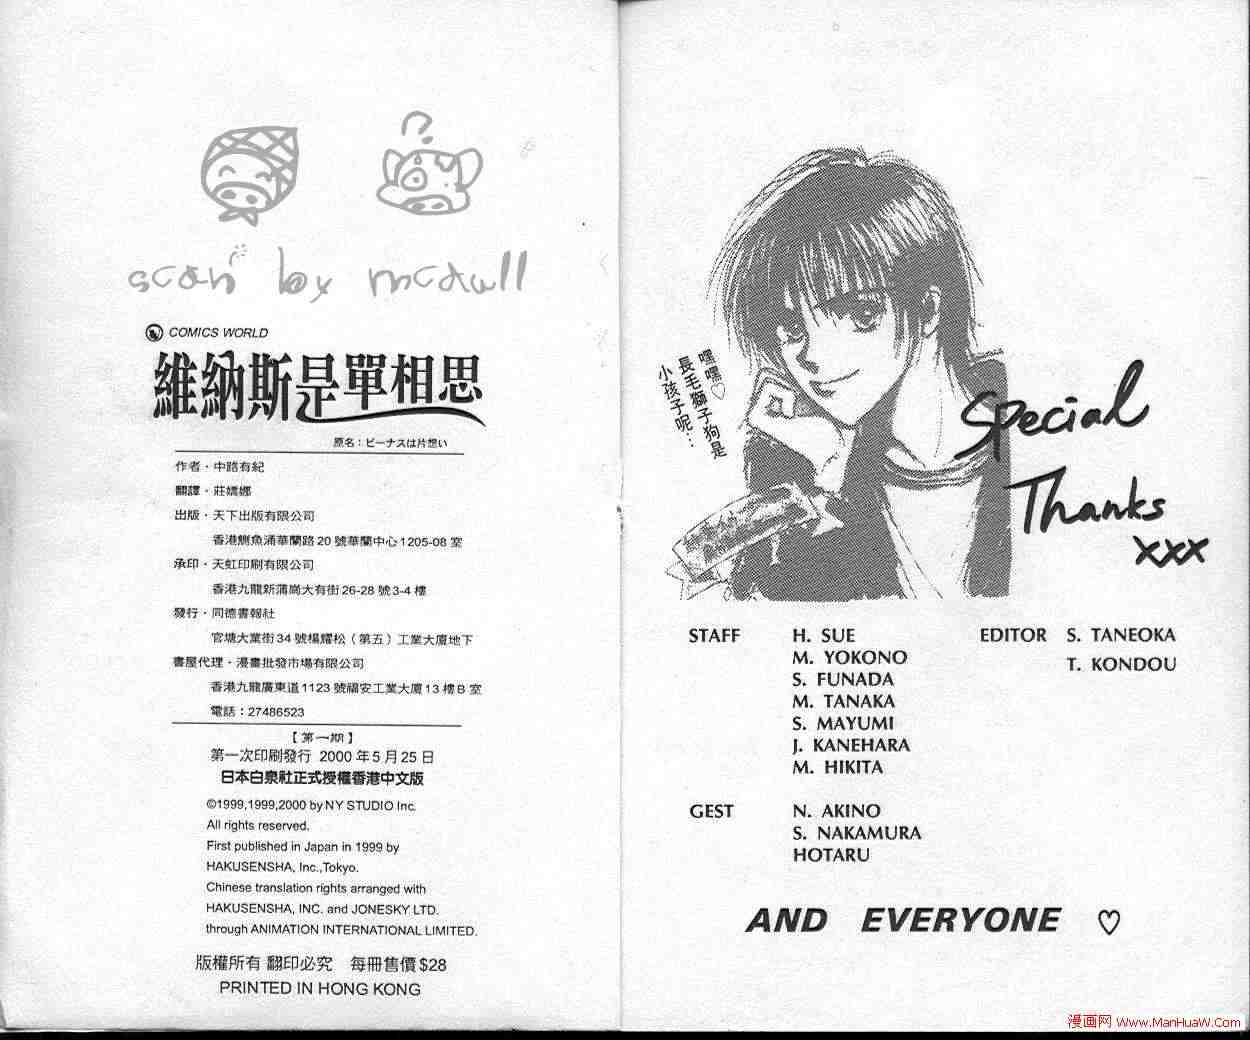 ?
scan by mcdull
COMICS WORLD
維納斯是單相思
原名：ビーナスは片想い
作者・中路有紀
翻譯・莊嬌娜
出版・天下出版有限公司
香港鰂魚涌華蘭路20號華蘭中心1205-08室
承印・天虹印刷有限公司
香港九龍新蒲崗大有街26-28號3-4樓
發行・同德書報社
官塘大業街34號楊耀松（第五）工業大廈地下
書屋代理・漫畫批發市場有限公司
香港九龍廣東道1123號福安工業大廈13樓B室
電話：27486523
【第一期】
第一次印刷發行 2000年5月25日
日本白泉社正式授權香港中文版
©1999,1999,2000 by NY STUDIO Inc.
All rights reserved.
First published in Japan in 1999 by
HAKUSENSHA, Inc.,Tokyo.
Chinese translation rights arranged with
HAKUSENSHA, INC. and JONESKY LTD.
through ANIMATION INTERNATIONAL LIMITED.
版權所有 翻印必究 每冊售價$28
PRINTED IN HONG KONG
嘿嘿♡
長毛獅子狗是
小孩子呢…
Special
Thanks
xxx
STAFF H. SUE EDITOR S. TANEOKA
M. YOKONO T. KONDOU
S. FUNADA
M. TANAKA
S. MAYUMI
J. KANEHARA
M. HIKITA
GEST N. AKINO
S. NAKAMURA
HOTARU
AND EVERYONE ♡
漫画网 Www.ManHuaW.Com